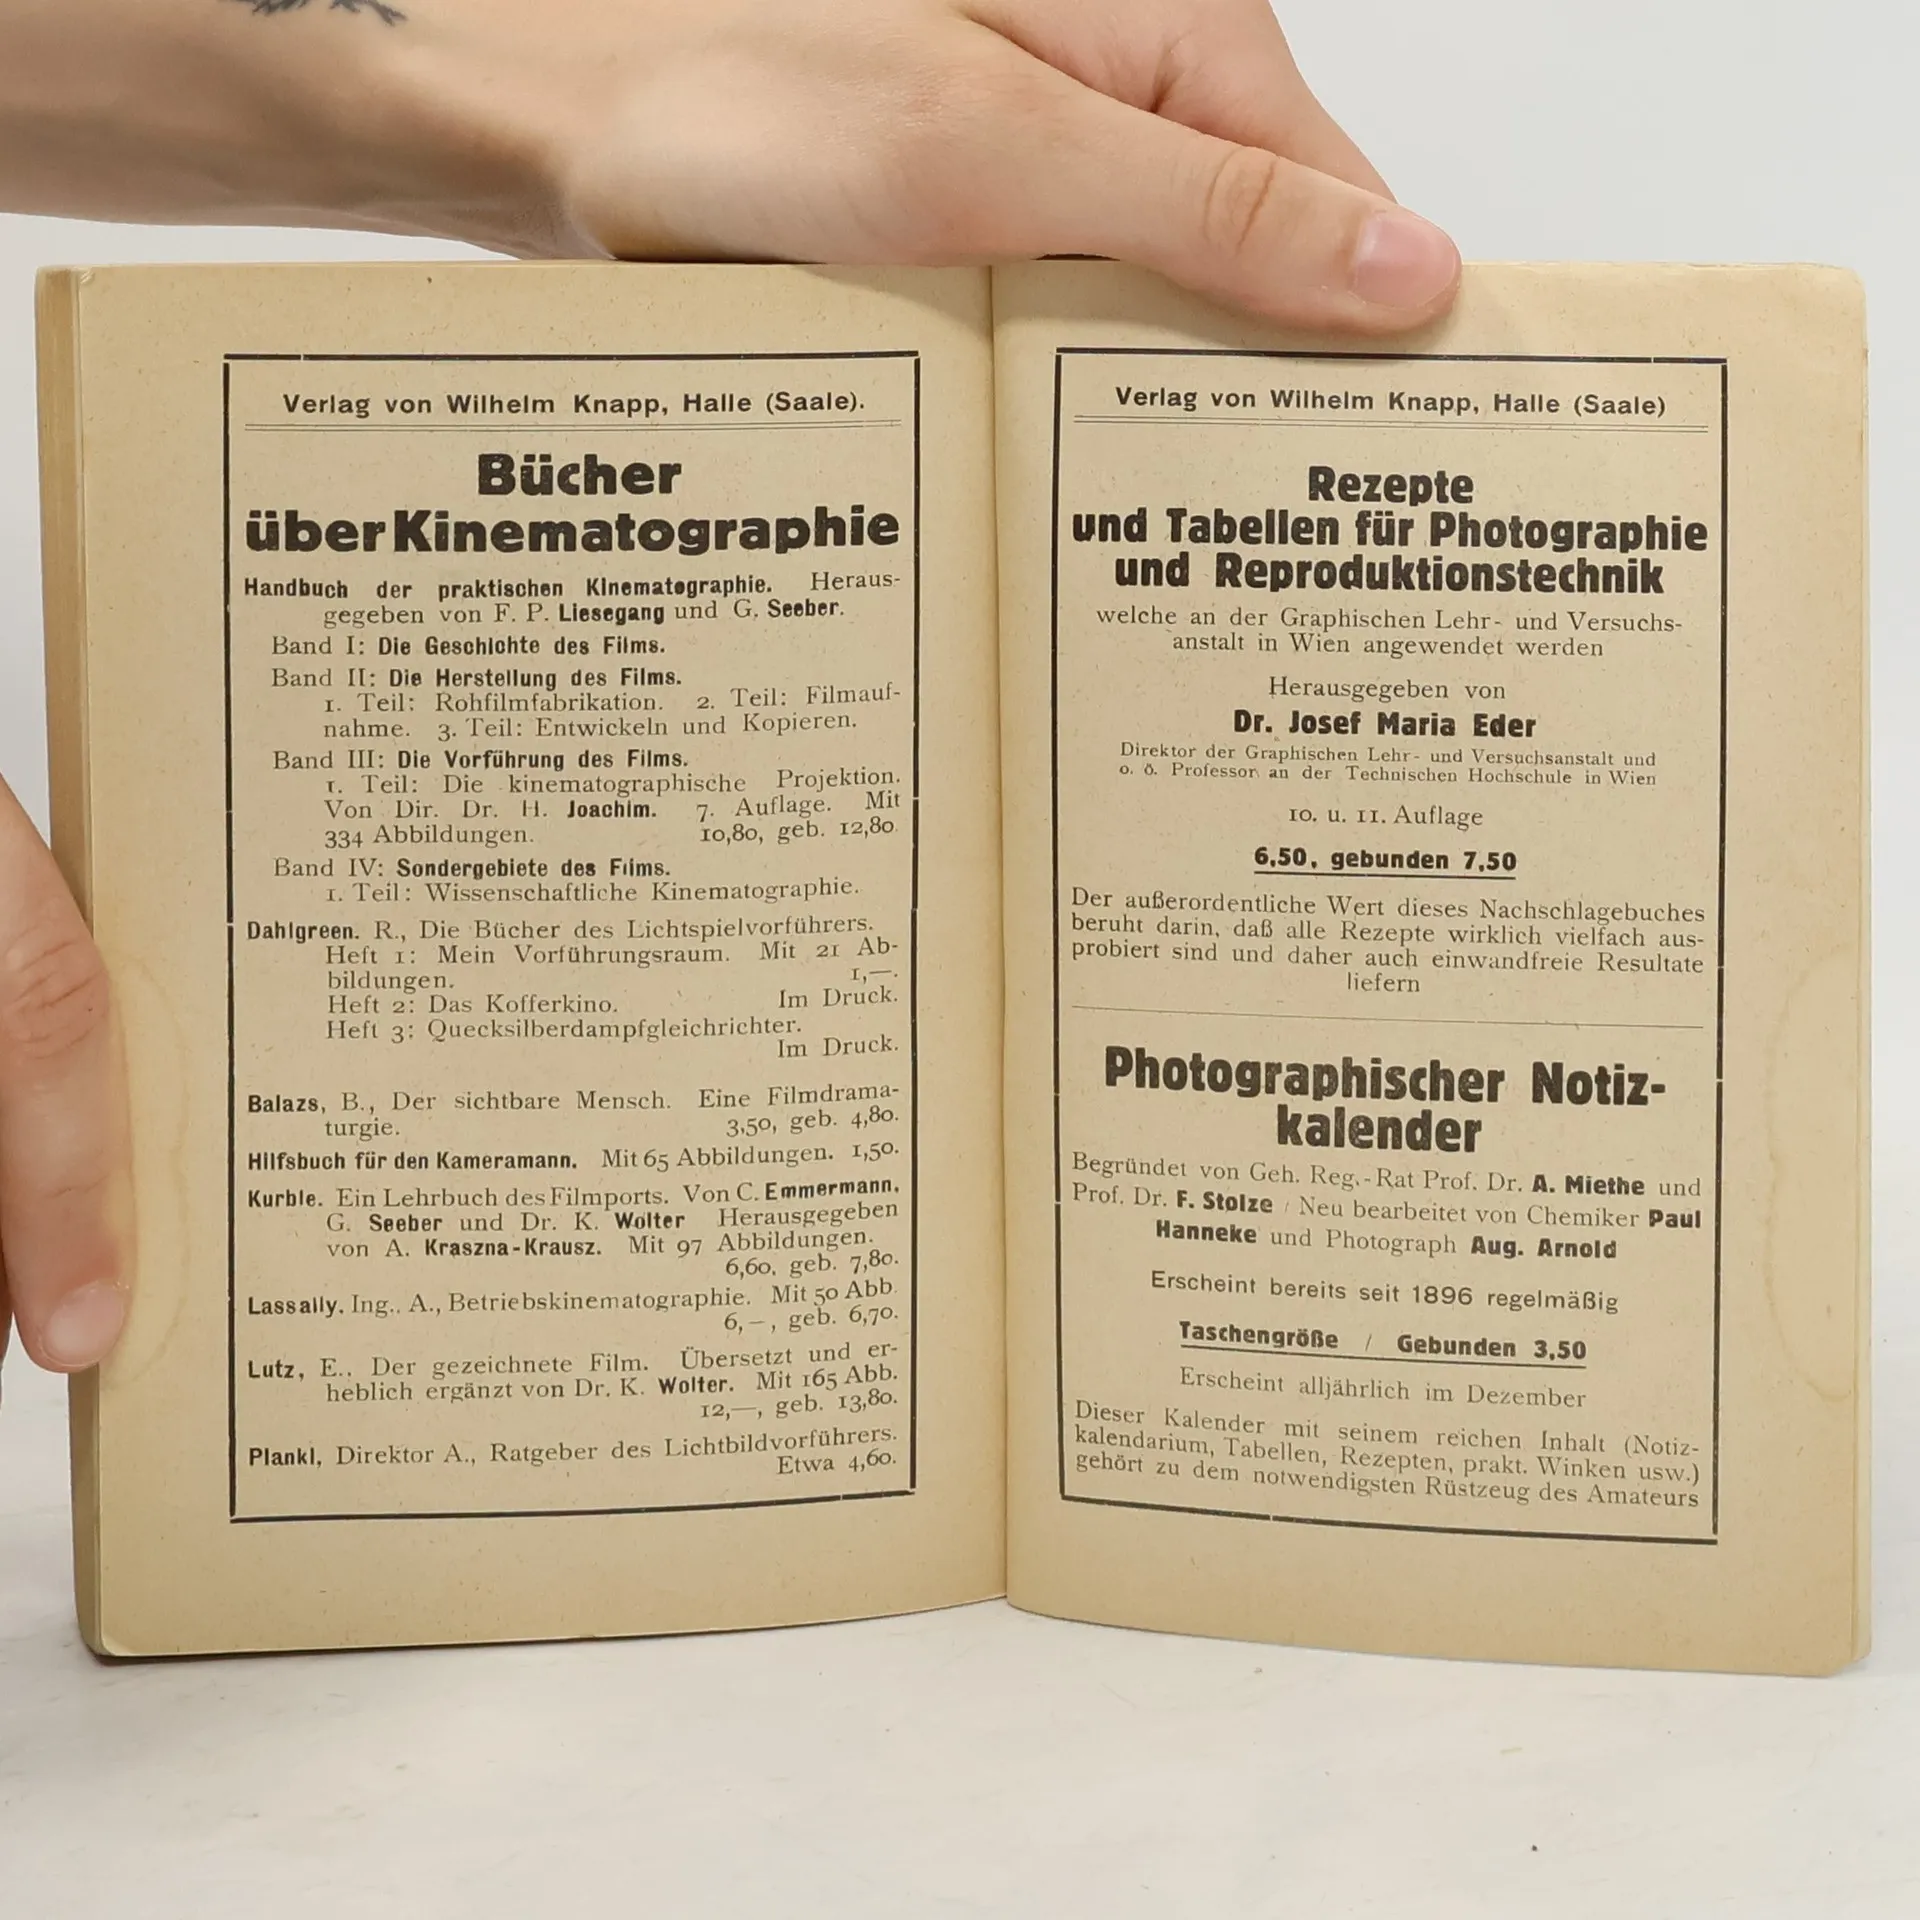 Verlag von Wilhelm Knapp, Halle (Saale).
Bücher
über Kinematographie
Handbuch der praktischen Kinematographie. Heraus-
gegeben von F. P. Liesegang und G. Seeber.
Band I: Die Geschichte des Films.
Band II: Die Herstellung des Films.
1. Teil: Rohfilmfabrikation. 2. Teil: Filmauf-
nahme. 3. Teil: Entwickeln und Kopieren.
Band III: Die Vorführung des Films.
1. Teil: Die kinematographische Projektion.
Von Dir. Dr. H. Joachim. 7. Auflage. Mit
334 Abbildungen. 10,80, geb. 12,80.
Band IV: Sondergebiete des Films.
1. Teil: Wissenschaftliche Kinematographie.
Dahlgreen. R., Die Bücher des Lichtspielvorführers.
Heft 1: Mein Vorführungsraum. Mit 21 Ab-
bildungen. 1,—.
Heft 2: Das Kofferkino. Im Druck.
Heft 3: Quecksilberdampfgleichrichter.
Im Druck.
Balazs, B., Der sichtbare Mensch. Eine Filmdrama-
turgie. 3,50, geb. 4,80.
Hilfsbuch für den Kameramann. Mit 65 Abbildungen. 1,50.
Kurble. Ein Lehrbuch des Filmports. Von C. Emmermann,
G. Seeber und Dr. K. Wolter Herausgegeben
von A. Kraszna-Krausz. Mit 97 Abbildungen.
6,60, geb. 7,80.
Lassally, Ing., A., Betriebskinematographie. Mit 50 Abb.
6,—, geb. 6,70.
Lutz, E., Der gezeichnete Film. Übersetzt und er-
heblich ergänzt von Dr. K. Wolter. Mit 165 Abb.
12,—, geb. 13,80.
Plankl, Direktor A., Ratgeber des Lichtbildvorführers.
Etwa 4,60.
Verlag von Wilhelm Knapp, Halle (Saale)
Rezepte
und Tabellen für Photographie
und Reproduktionstechnik
welche an der Graphischen Lehr- und Versuchs-
anstalt in Wien angewendet werden
Herausgegeben von
Dr. Josef Maria Eder
Direktor der Graphischen Lehr- und Versuchsanstalt und
o. ö. Professor an der Technischen Hochschule in Wien
10. u. 11. Auflage
6,50, gebunden 7,50
Der außerordentliche Wert dieses Nachschlagebuches
beruht darin, daß alle Rezepte wirklich vielfach aus-
probiert sind und daher auch einwandfreie Resultate
liefern
Photographischer Notiz-
kalender
Begründet von Geh. Reg.-Rat Prof. Dr. A. Miethe und
Prof. Dr. F. Stolze / Neu bearbeitet von Chemiker Paul
Hanneke und Photograph Aug. Arnold
Erscheint bereits seit 1896 regelmäßig
Taschengröße / Gebunden 3,50
Erscheint alljährlich im Dezember
Dieser Kalender mit seinem reichen Inhalt (Notiz-
kalendarium, Tabellen, Rezepten, prakt. Winken usw.)
gehört zu dem notwendigsten Rüstzeug des Amateurs